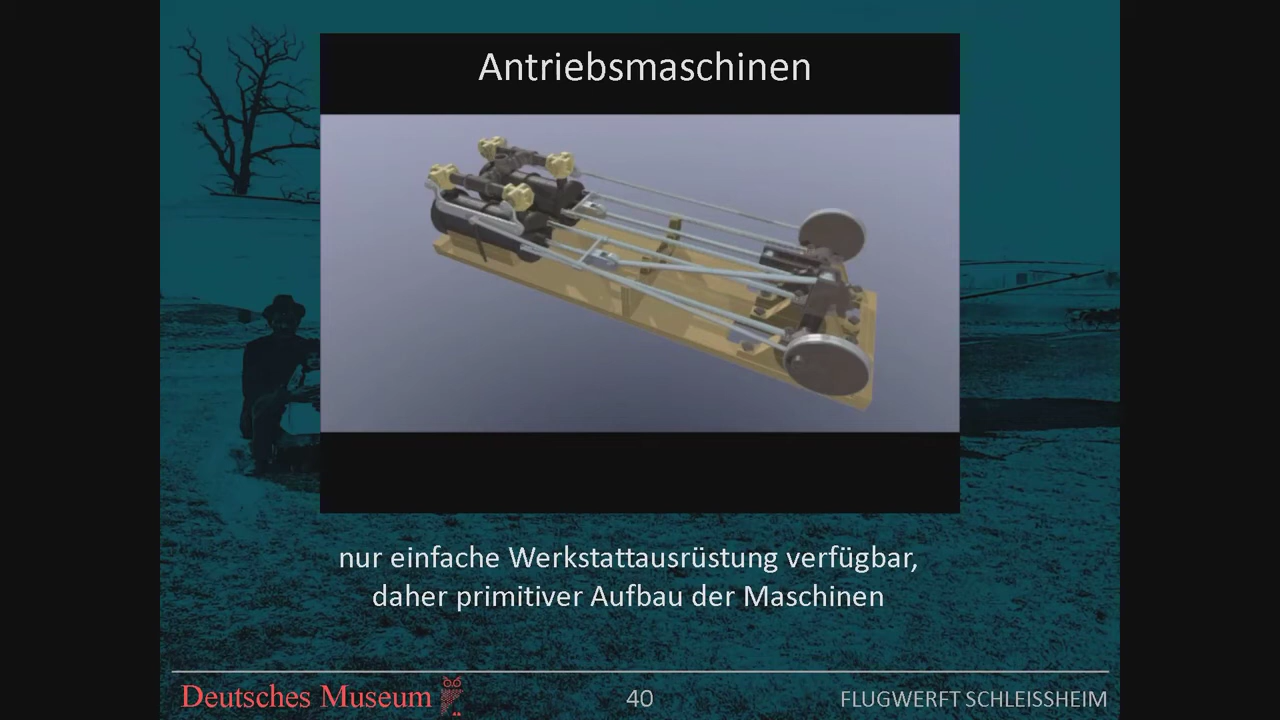 Antriebsmaschinen
nur einfache Werkstattausrüstung verfügbar,
daher primitiver Aufbau der Maschinen
Deutsches Museum
40
FLUGWERFT SCHLEISSHEIM